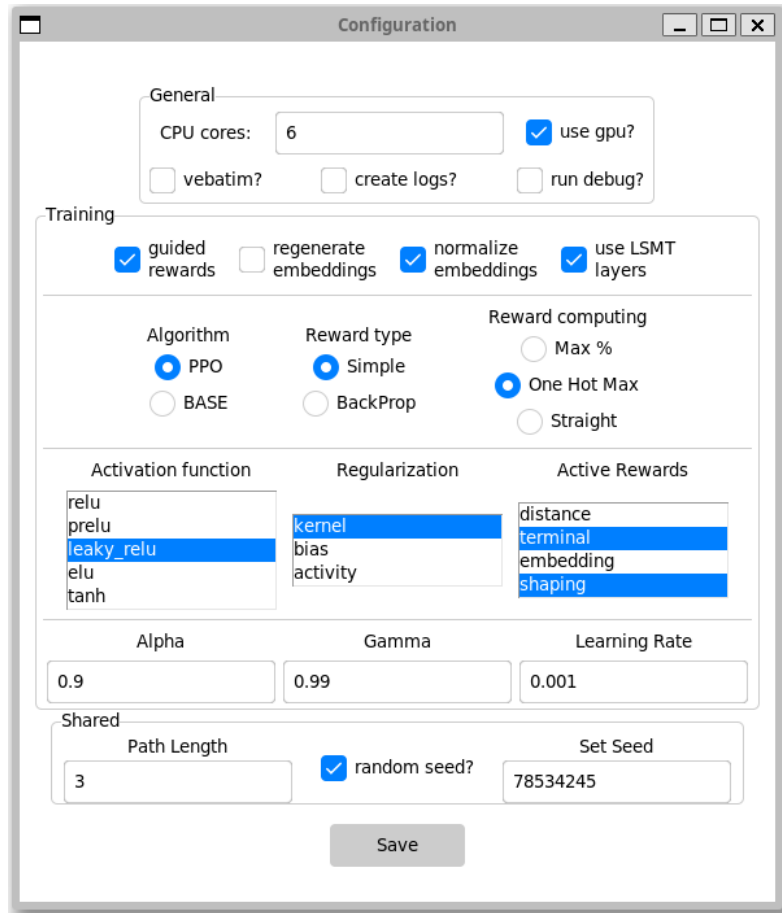 Configuration
General
CPU cores: 6 use gpu?
vebatim? create logs? run debug?
Training
guided rewards
regenerate embeddings
normalize embeddings
use LSMT layers
Algorithm
PPO
BASE
Reward type
Simple
BackProp
Reward computing
Max %
One Hot Max
Straight
Activation function
relu
prelu
leaky_relu
elu
tanh
Regularization
kernel
bias
activity
Active Rewards
distance
terminal
embedding
shaping
Alpha
0.9
Gamma
0.99
Learning Rate
0.001
Shared
Path Length
3
random seed?
Set Seed
78534245
Save